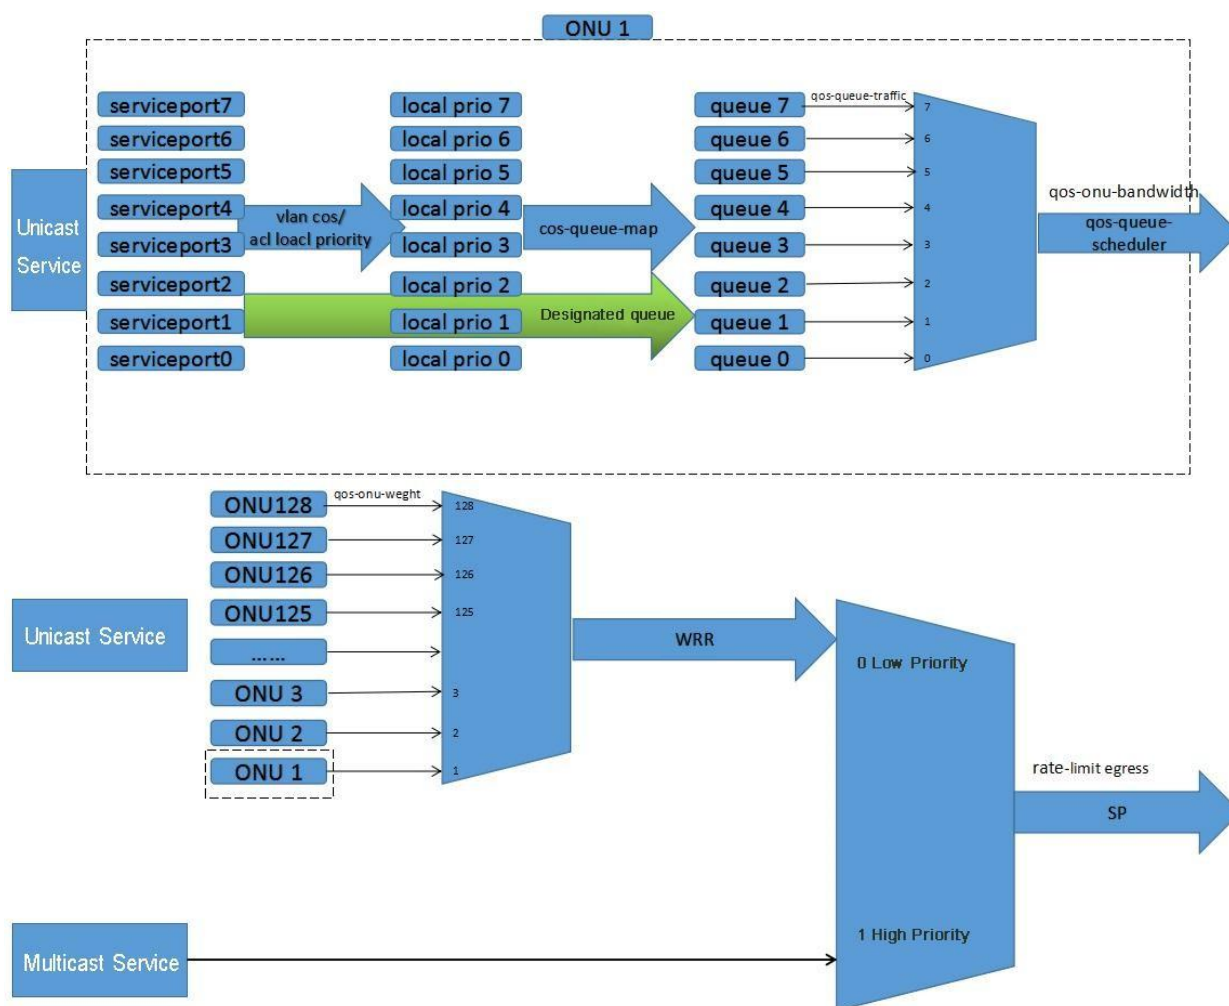 ONU 1
serviceport7
serviceport6
serviceport5
serviceport4
serviceport3
serviceport2
serviceport1
serviceport0
Unicast
Service
vlan cos/
acl loacl priority
local prio 7
local prio 6
local prio 5
local prio 4
local prio 3
local prio 2
local prio 1
local prio 0
cos-queue-map
Designated queue
queue 7
queue 6
queue 5
queue 4
queue 3
queue 2
queue 1
queue 0
qos-queue-traffic
7
6
5
4
3
2
1
0
qos-onu-bandwidth
qos-queue-
scheduler
Unicast Service
ONU128
ONU127
ONU126
ONU125
......
ONU 3
ONU 2
ONU 1
qos-onu-weght
128
127
126
125
3
2
1
WRR
0 Low Priority
1 High Priority
rate-limit egress
SP
Multicast Service